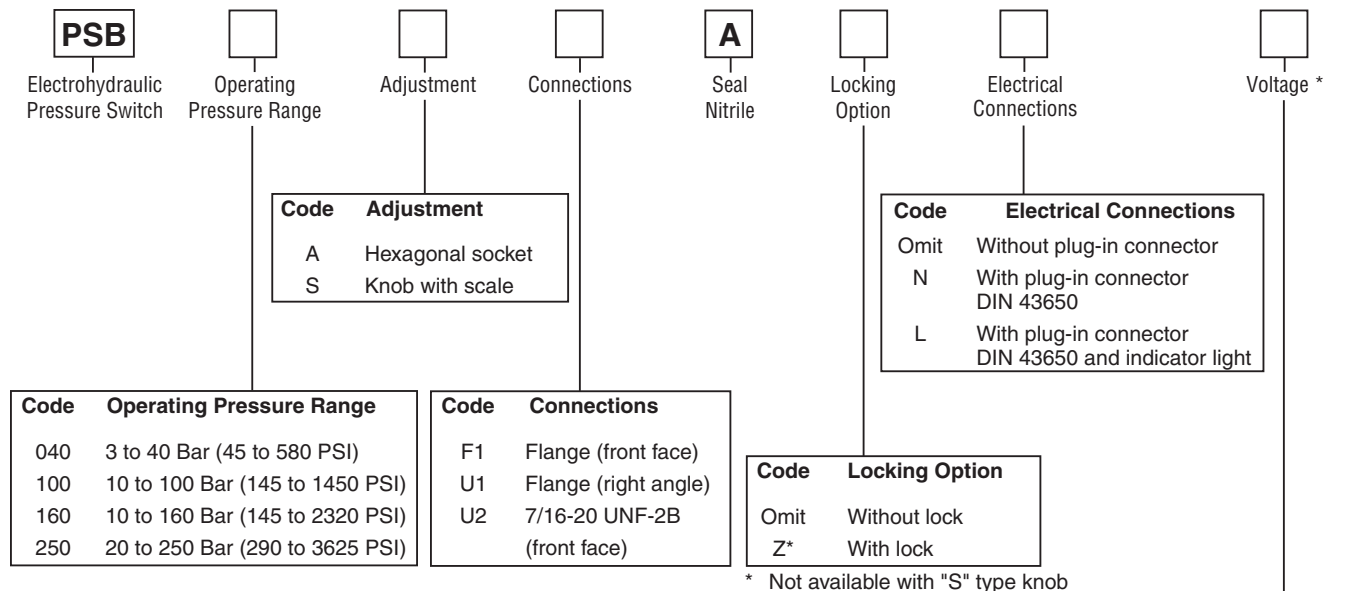 PSB
A
Electrohydraulic
Pressure Switch
Operating
Pressure Range
Adjustment
Connections
Seal
Nitrile
Locking
Option
Electrical
Connections
Voltage *
Code Adjustment
A Hexagonal socket
S Knob with scale
Code Electrical Connections
Omit Without plug-in connector
N With plug-in connector
DIN 43650
L With plug-in connector
DIN 43650 and indicator light
Code Operating Pressure Range
040 3 to 40 Bar (45 to 580 PSI)
100 10 to 100 Bar (145 to 1450 PSI)
160 10 to 160 Bar (145 to 2320 PSI)
250 20 to 250 Bar (290 to 3625 PSI)
Code Connections
F1 Flange (front face)
U1 Flange (right angle)
U2 7/16-20 UNF-2B
(front face)
Code Locking Option
Omit Without lock
Z* With lock
* Not available with "S" type knob